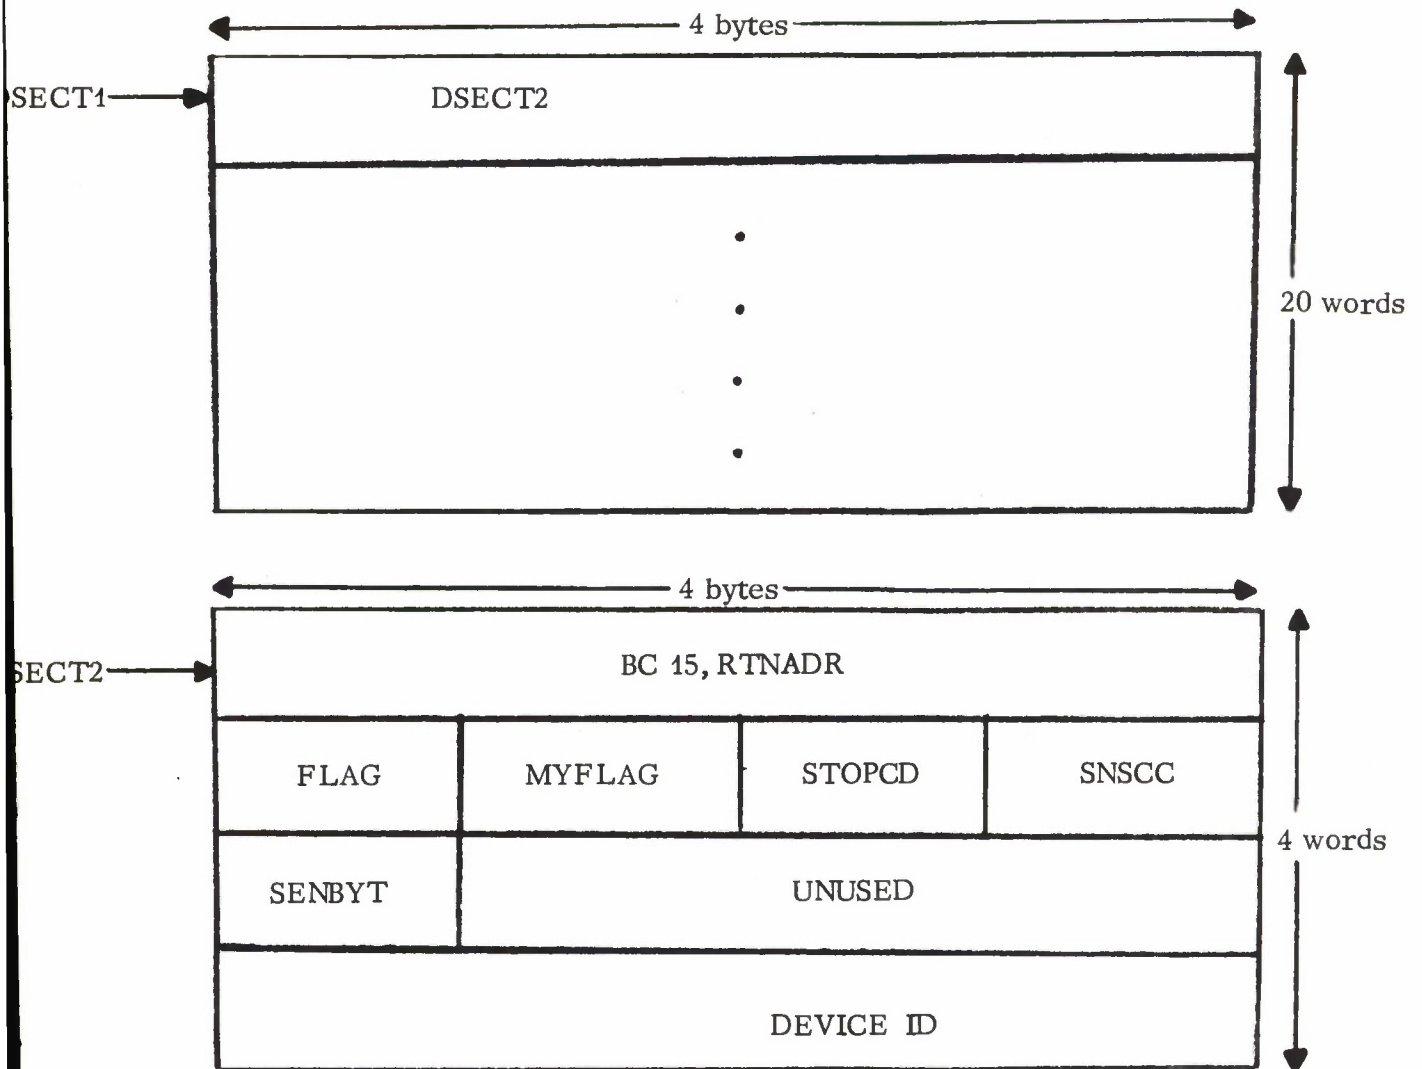 4 bytes
SECT1
DSECT2
20 words
4 bytes
SECT2
BC 15, RTNADR
FLAG MYFLAG STOPCD SNSCC
4 words
SENBYT UNUSED
DEVICE ID